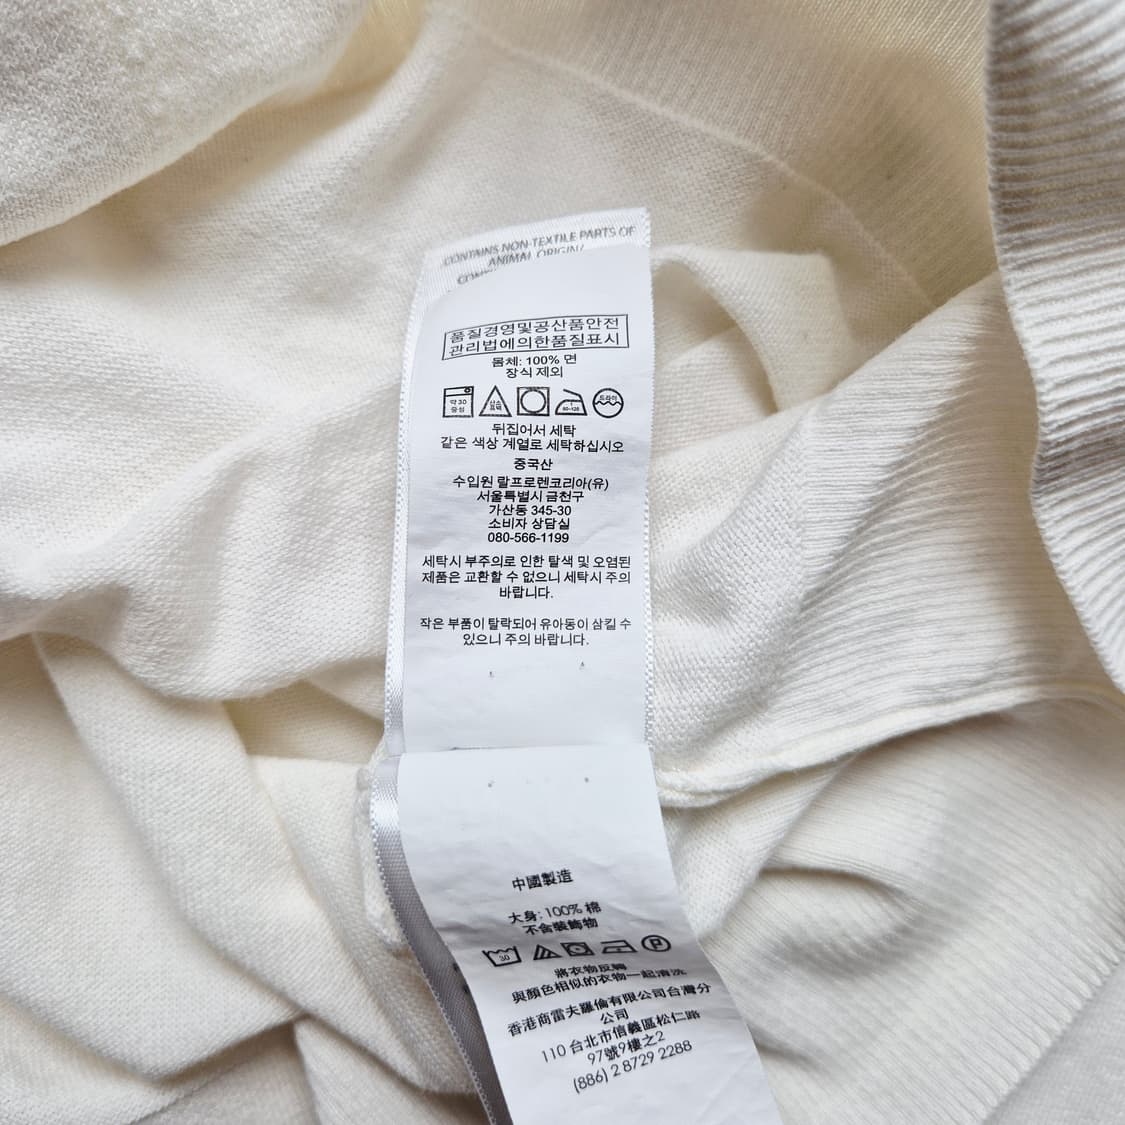 CONTAINS NON-TEXTILE PARTS OF
ANIMAL ORIGIN/
품질경영및공산품안전
관리법에의한품질표시
몸체: 100% 면
장식 제외
약 30
중성
산소
표백
80~120
드라이
뒤집어서 세탁
같은 색상 계열로 세탁하십시오
중국산
수입원 랄프로렌코리아(유)
서울특별시 금천구
가산동 345-30
소비자 상담실
080-566-1199
세탁시 부주의로 인한 탈색 및 오염된
제품은 교환할 수 없으니 세탁시 주의
바랍니다.
작은 부품이 탈락되어 유아동이 삼킬 수
있으니 주의 바랍니다.
中國製造
大身: 100% 棉
不含裝飾物
30
P
將衣物反轉
與顏色相似的衣物一起清洗
香港商雷夫羅倫有限公司台灣分
公司
110 台北市信義區松仁路
97號9樓之2
(886) 2 8729 2288